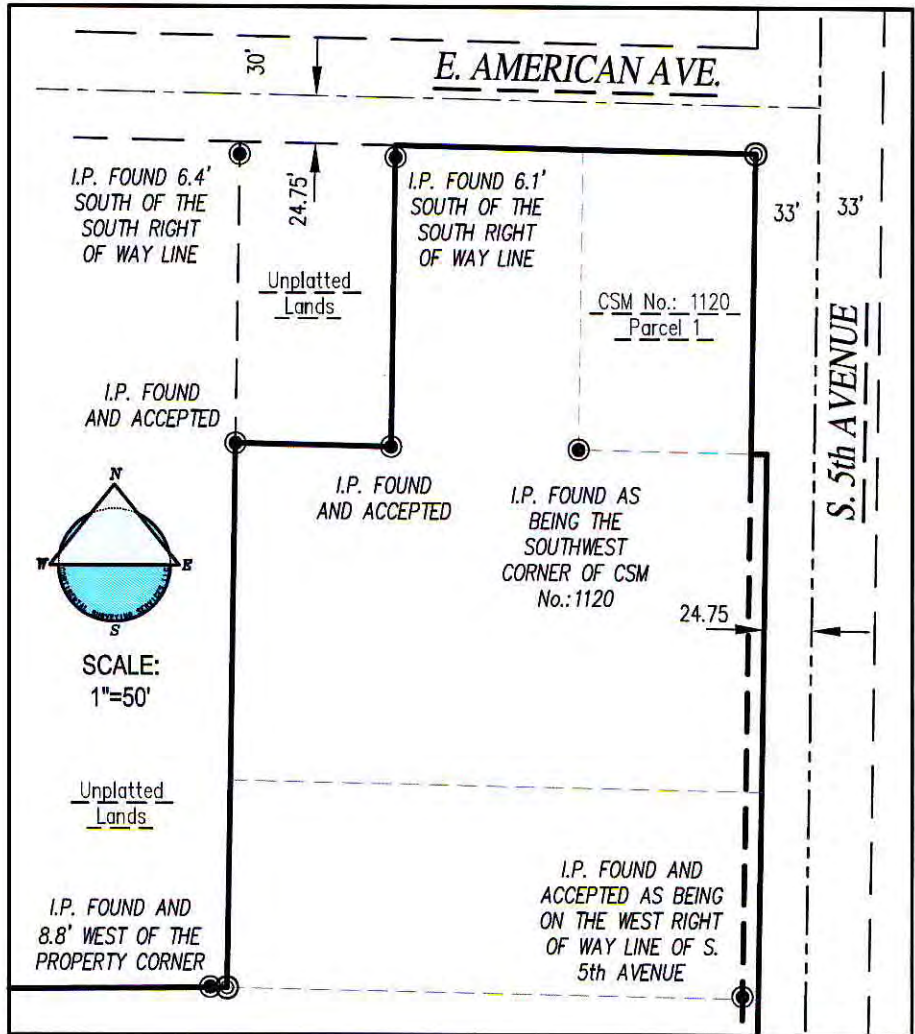 30'
E. AMERICAN AVE.
I.P. FOUND 6.4'
SOUTH OF THE
SOUTH RIGHT
OF WAY LINE
24.75'
I.P. FOUND 6.1'
SOUTH OF THE
SOUTH RIGHT
OF WAY LINE
33'
33'
Unplatted
Lands
CSM No.: 1120
Parcel 1
S. 5th AVENUE
I.P. FOUND
AND ACCEPTED
I.P. FOUND
AND ACCEPTED
I.P. FOUND AS
BEING THE
SOUTHWEST
CORNER OF CSM
No.:1120
N
W
E
S
24.75
SCALE:
1"=50'
Unplatted
Lands
I.P. FOUND AND
8.8' WEST OF THE
PROPERTY CORNER
I.P. FOUND AND
ACCEPTED AS BEING
ON THE WEST RIGHT
OF WAY LINE OF S.
5th AVENUE